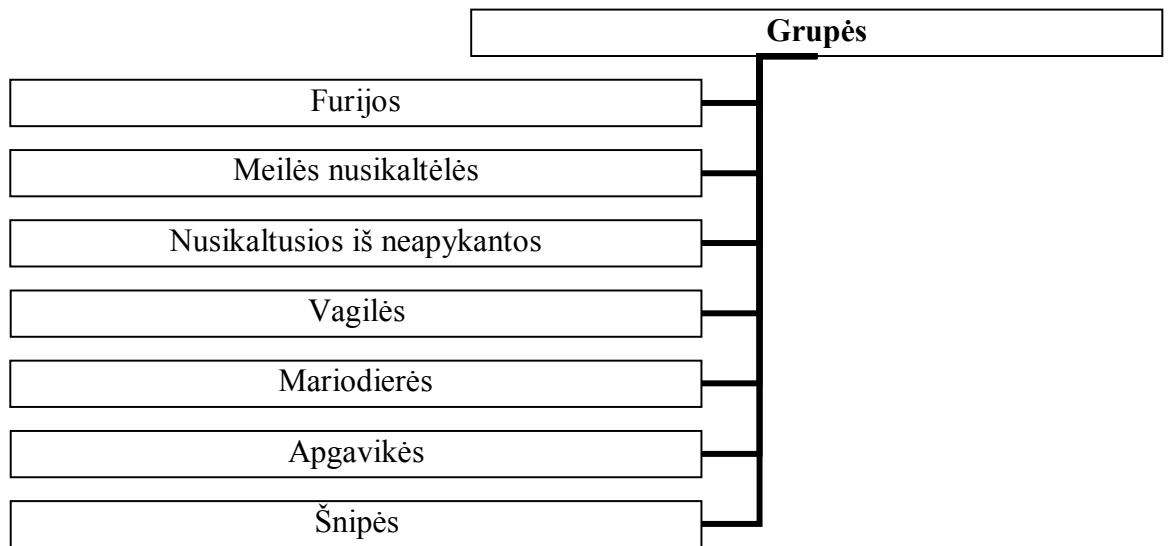 Grupės
Furijos
Meilės nusikaltėlės
Nusikaltusios iš neapykantos
Vagilės
Mariodierės
Apgavikės
Šnipės